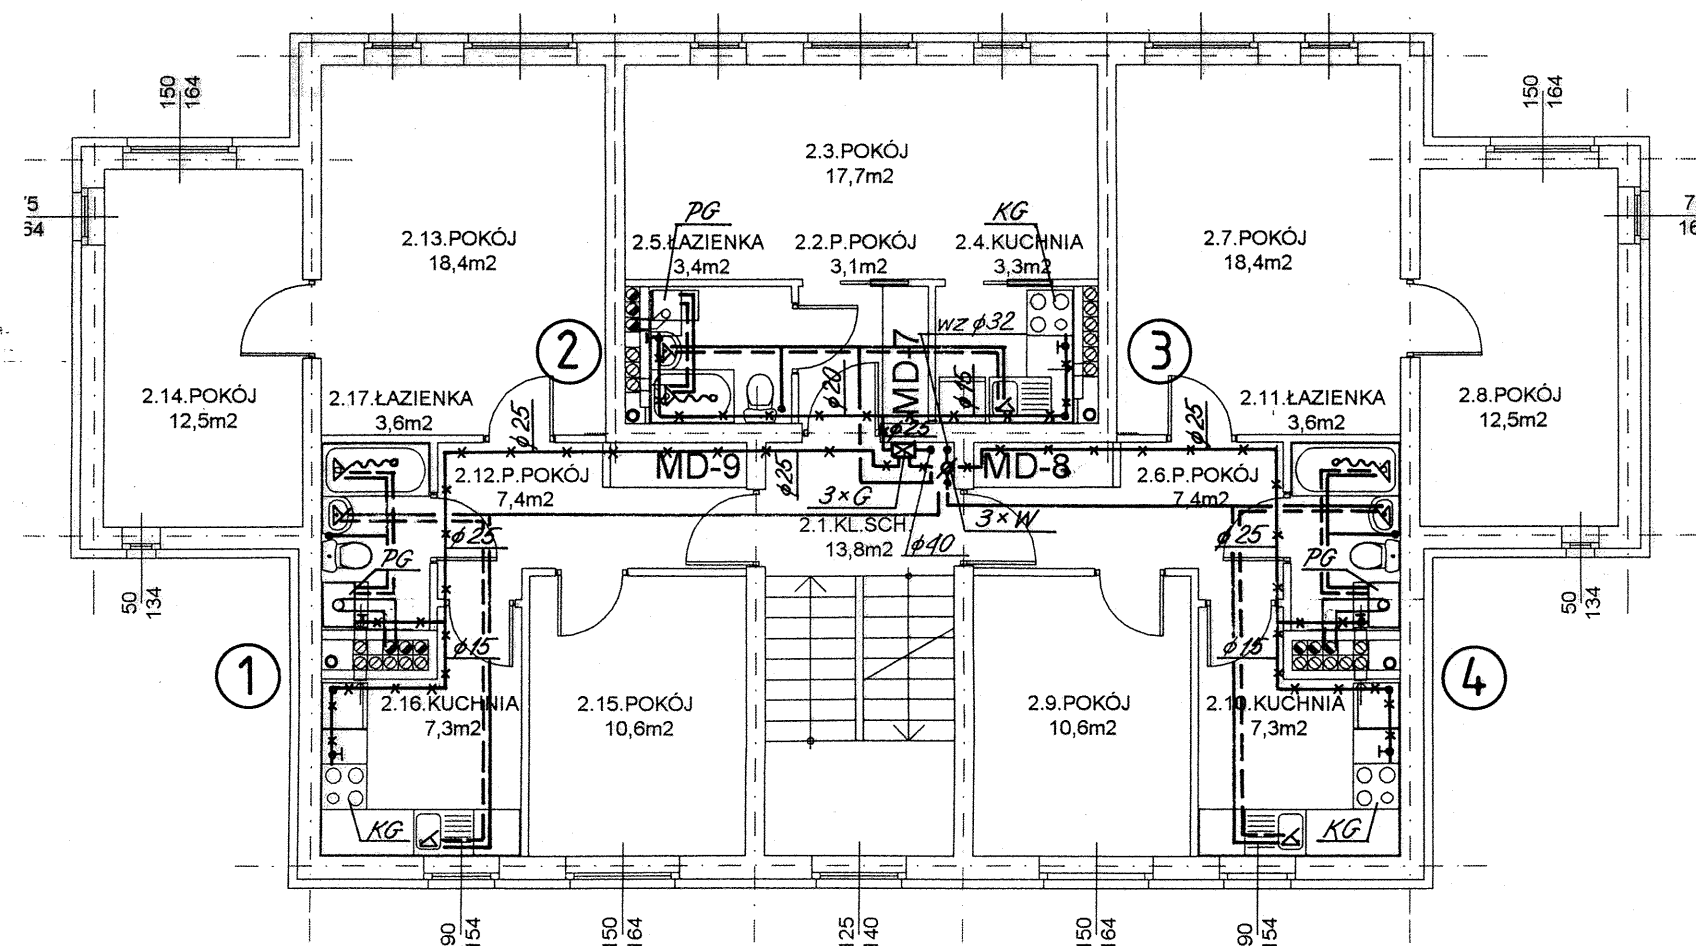 150
164
150
164
2.3.POKÓJ
17,7m2
75
64
PG
KG
7
16
2.13.POKÓJ
18,4m2
2.5.ŁAZIENKA
3,4m2
2.2.P.POKÓJ
3,1m2
2.4.KUCHNIA
3,3m2
2.7.POKÓJ
18,4m2
wz ϕ32
2
3
MD-7
ϕ20
ϕ15
2.14.POKÓJ
12,5m2
2.17.ŁAZIENKA
3,6m2
2.11.ŁAZIENKA
3,6m2
2.8.POKÓJ
12,5m2
ϕ25
ϕ25
ϕ25
2.12.P.POKÓJ
7,4m2
MD-9
ϕ25
MD-8
2.6.P.POKÓJ
7,4m2
3×G
3×W
2.1.KL.SCH.
13,8m2
ϕ40
ϕ25
ϕ25
PG
PG
50
134
50
134
ϕ15
ϕ15
1
4
2.16.KUCHNIA
7,3m2
2.15.POKÓJ
10,6m2
2.9.POKÓJ
10,6m2
2.10.KUCHNIA
7,3m2
KG
KG
90
154
150
164
125
140
150
164
90
154